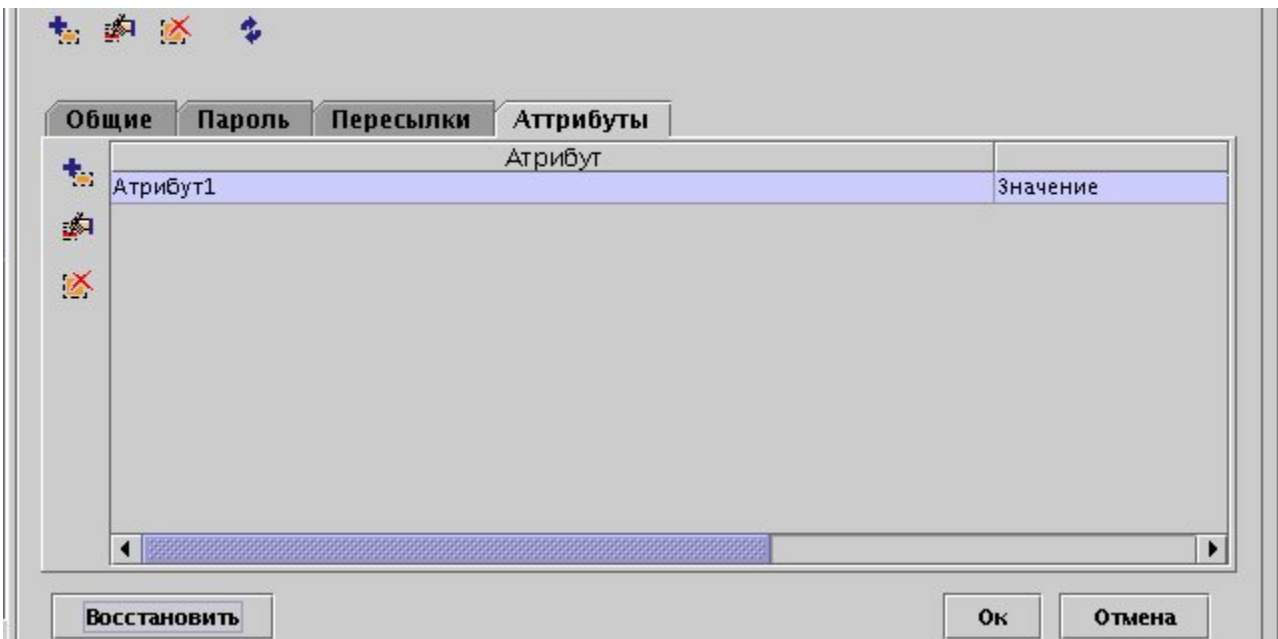 Общие Пароль Пересылки Аттрибуты
Атрибут
Атрибут1 Значение
Восстановить Ок Отмена